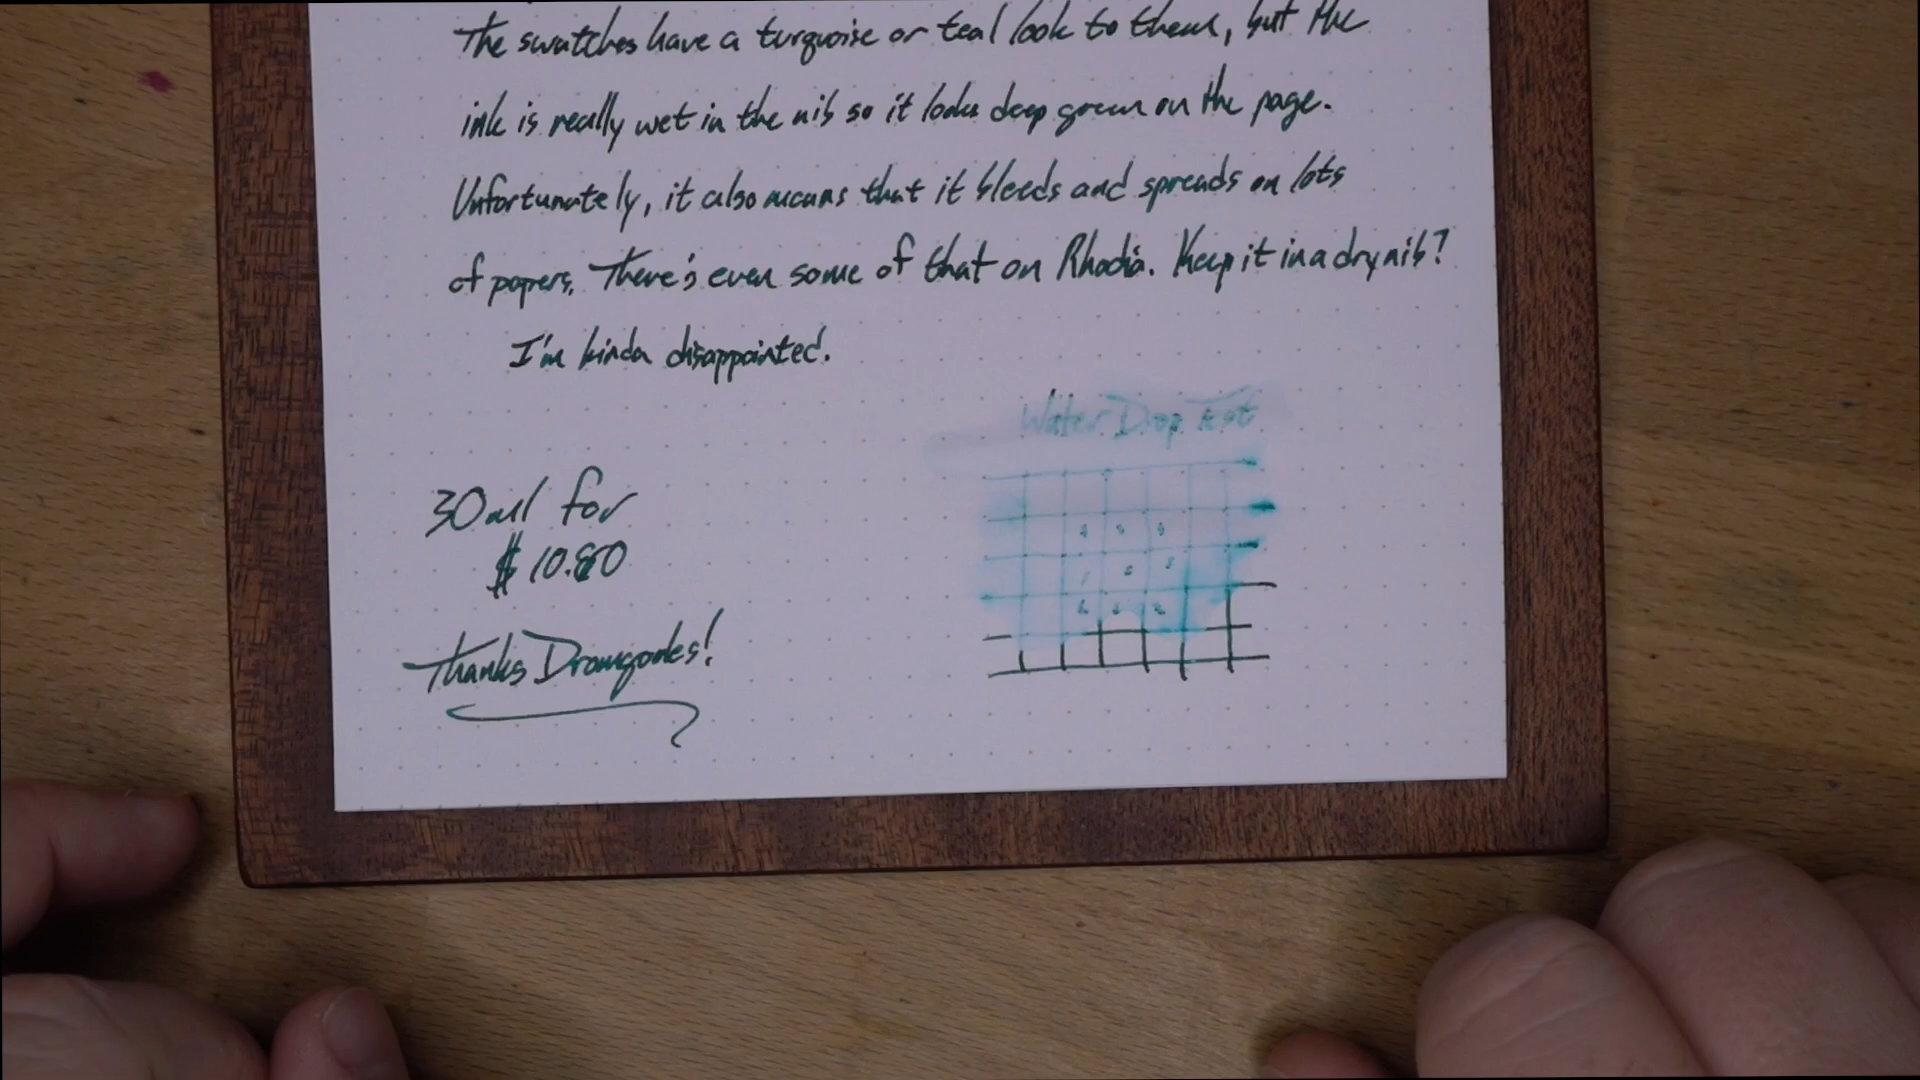 The swatches have a turquoise or teal look to them, but the
ink is really wet in the nib so it looks deep green on the page.
Unfortunately, it also means that it bleeds and spreads on lots
of papers. There's even some of that on Rhodia. Keep it in a dry nib?
I'm kinda disappointed.
Water Drop test
30ml for
$10.80
Thanks Dromgooles!